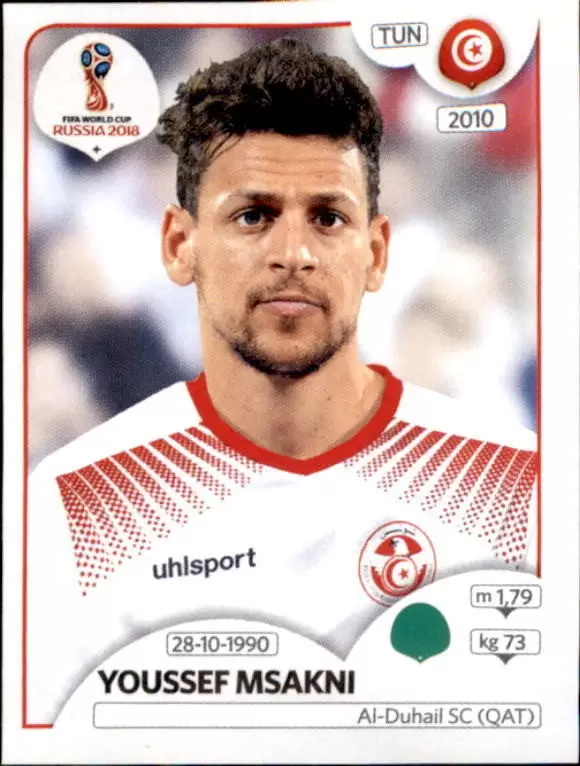 TUN
FIFA WORLD CUP
RUSSIA 2018
2010
uhlsport
m 1,79
28-10-1990
kg 73
YOUSSEF MSAKNI
Al-Duhail SC (QAT)